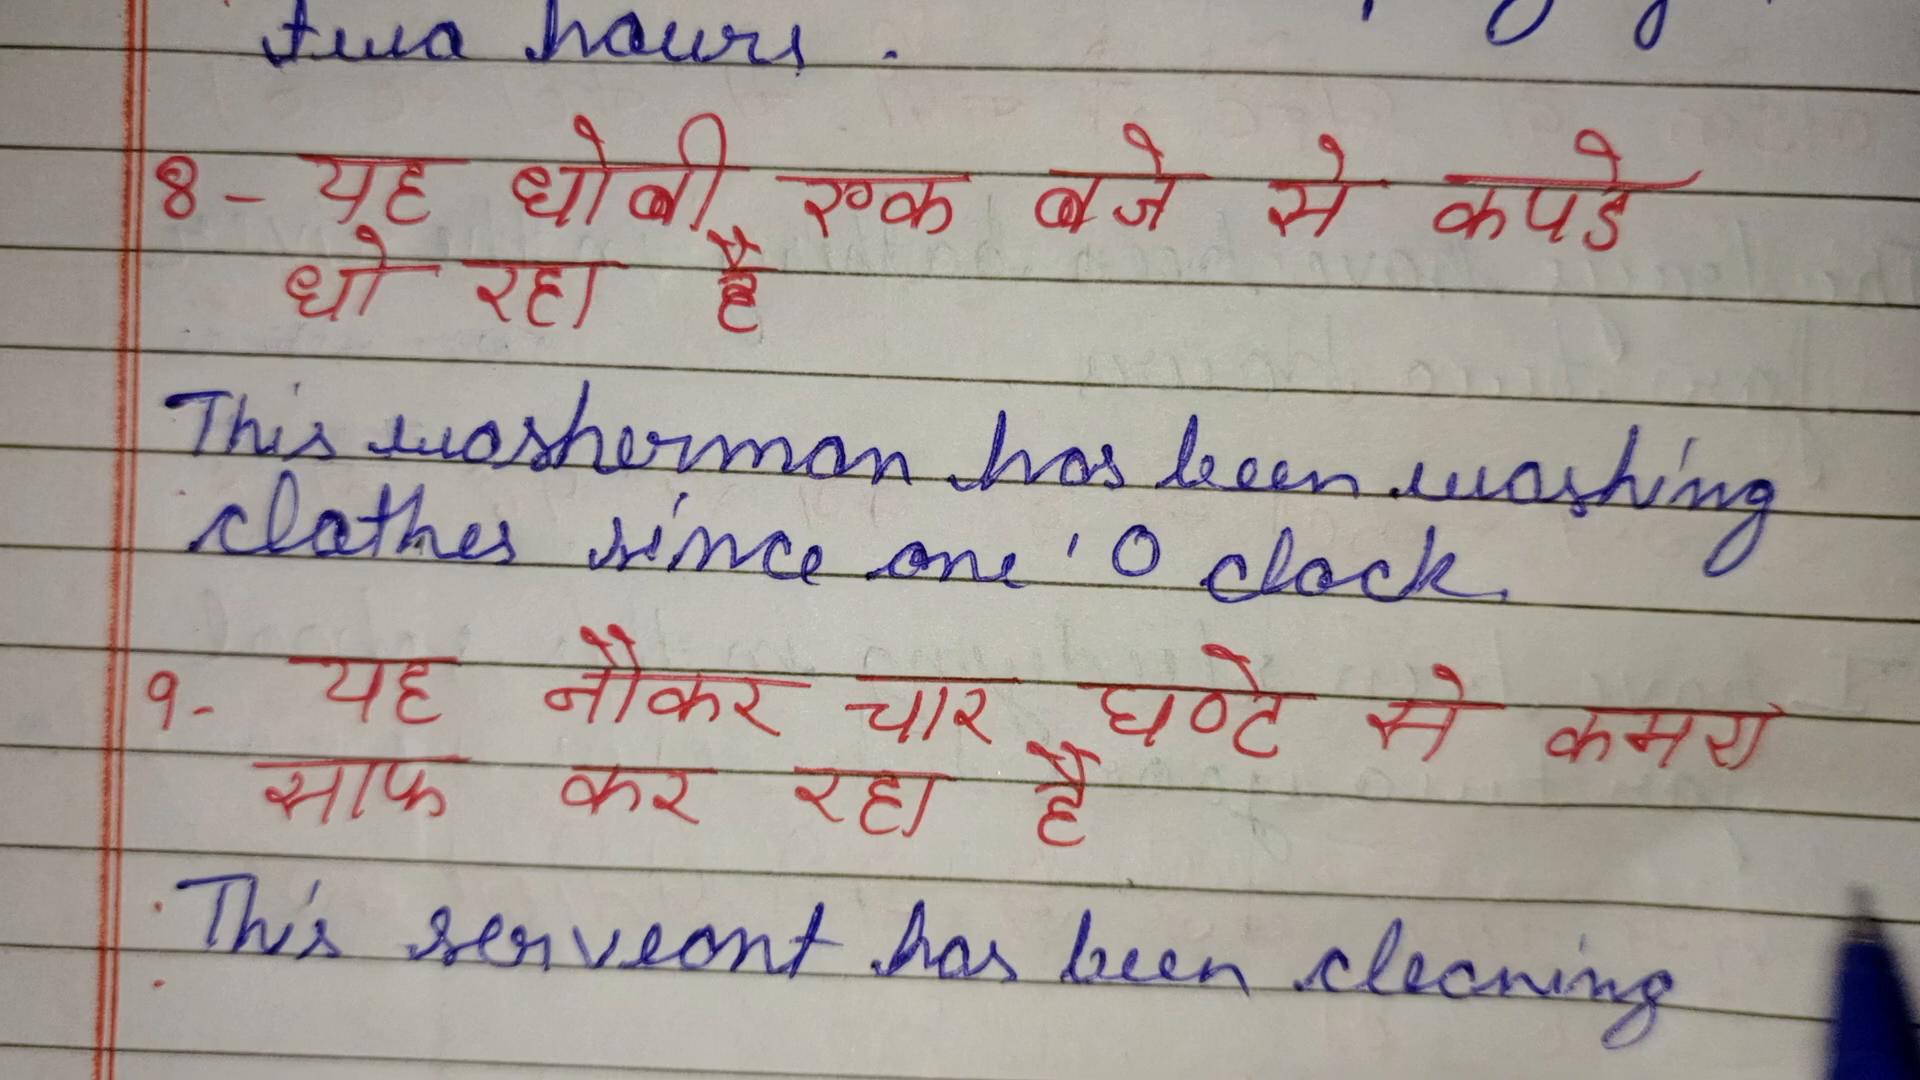 two hours .
8- यह धोबी एक बजे से कपडे
धो रहा है
This washerman has been washing
clothes since one 'O clock.
9- यह नौकर चार घण्टे से कमरा
साफ कर रहा है
This serveant has been cleaning